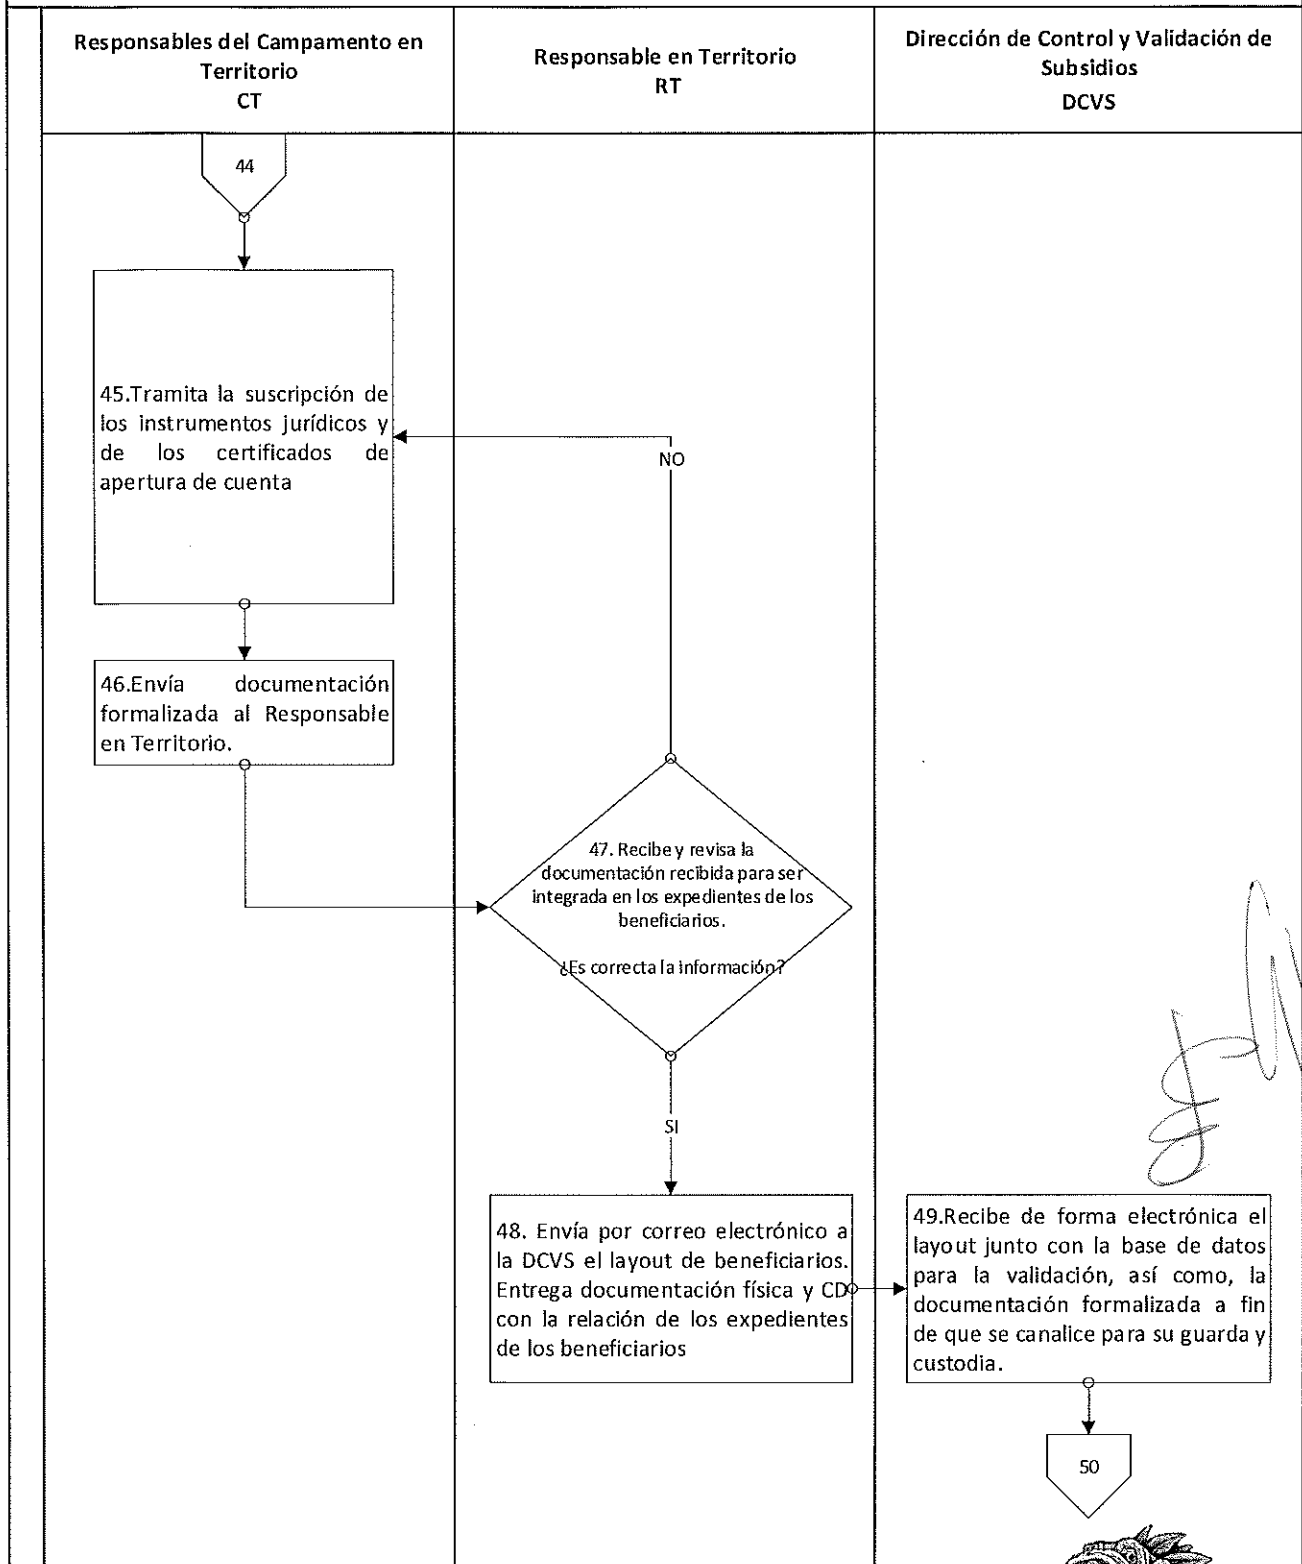 Responsables del Campamento en
Territorio
CT
Responsable en Territorio
RT
Dirección de Control y Validación de
Subsidios
DCVS
44
45.Tramita la suscripción de
los instrumentos jurídicos y
de los certificados de
apertura de cuenta
NO
46.Envía documentación
formalizada al Responsable
en Territorio.
47. Recibe y revisa la
documentación recibida para ser
integrada en los expedientes de los
beneficiarios.
¿Es correcta la información?
SI
48. Envía por correo electrónico a
la DCVS el layout de beneficiarios.
Entrega documentación física y CD
con la relación de los expedientes
de los beneficiarios
49.Recibe de forma electrónica el
layout junto con la base de datos
para la validación, así como, la
documentación formalizada a fin
de que se canalice para su guarda y
custodia.
50